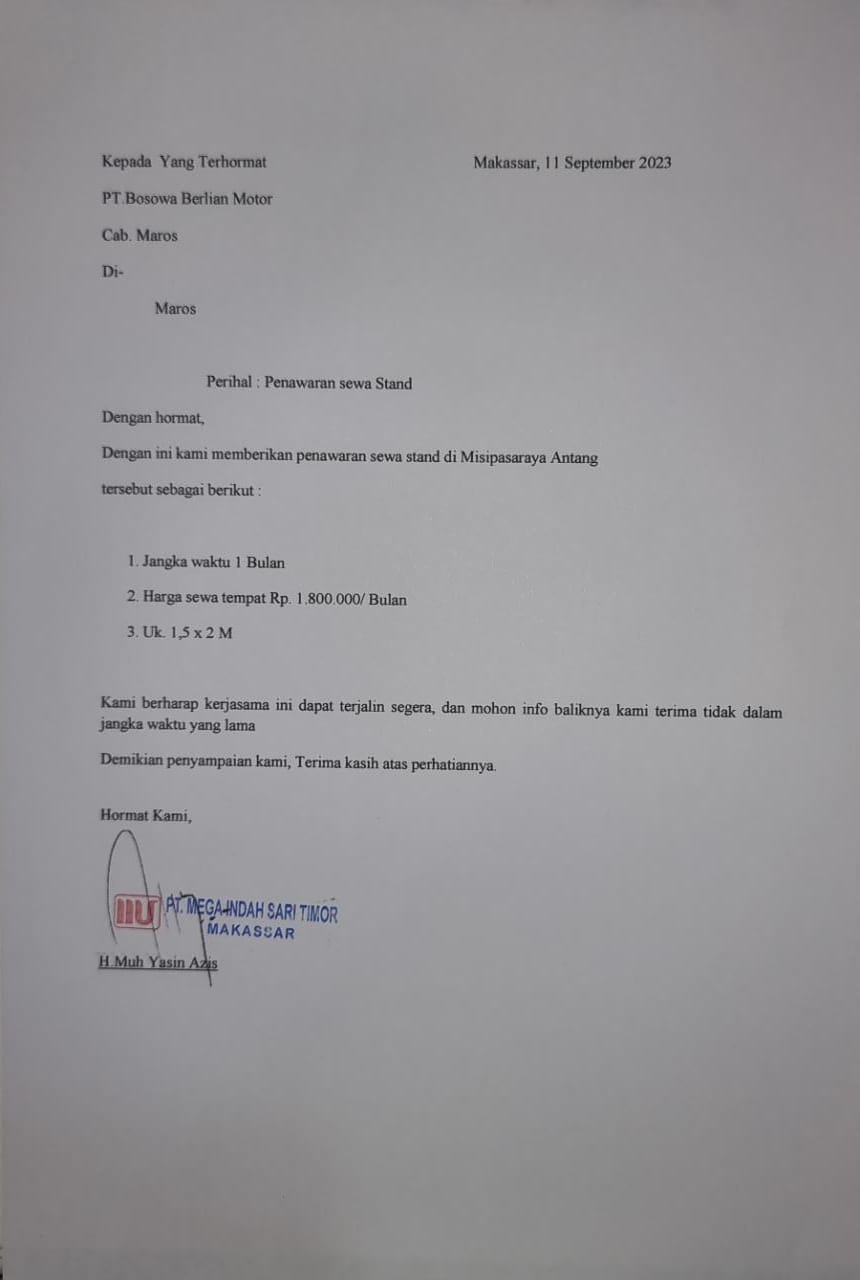 Kepada Yang Terhormat
Makassar, 11 September 2023
PT.Bosowa Berlian Motor
Cab. Maros
Di-
Maros
Perihal : Penawaran sewa Stand
Dengan hormat,
Dengan ini kami memberikan penawaran sewa stand di Misipasaraya Antang
tersebut sebagai berikut :
1. Jangka waktu 1 Bulan
2. Harga sewa tempat Rp. 1.800.000/ Bulan
3. Uk. 1,5 x 2 M
Kami berharap kerjasama ini dapat terjalin segera, dan mohon info baliknya kami terima tidak dalam
jangka waktu yang lama
Demikian penyampaian kami, Terima kasih atas perhatiannya.
Hormat Kami,
PT. MEGA INDAH SARI TIMOR
MAKASSAR
H.Muh Yasin Azis